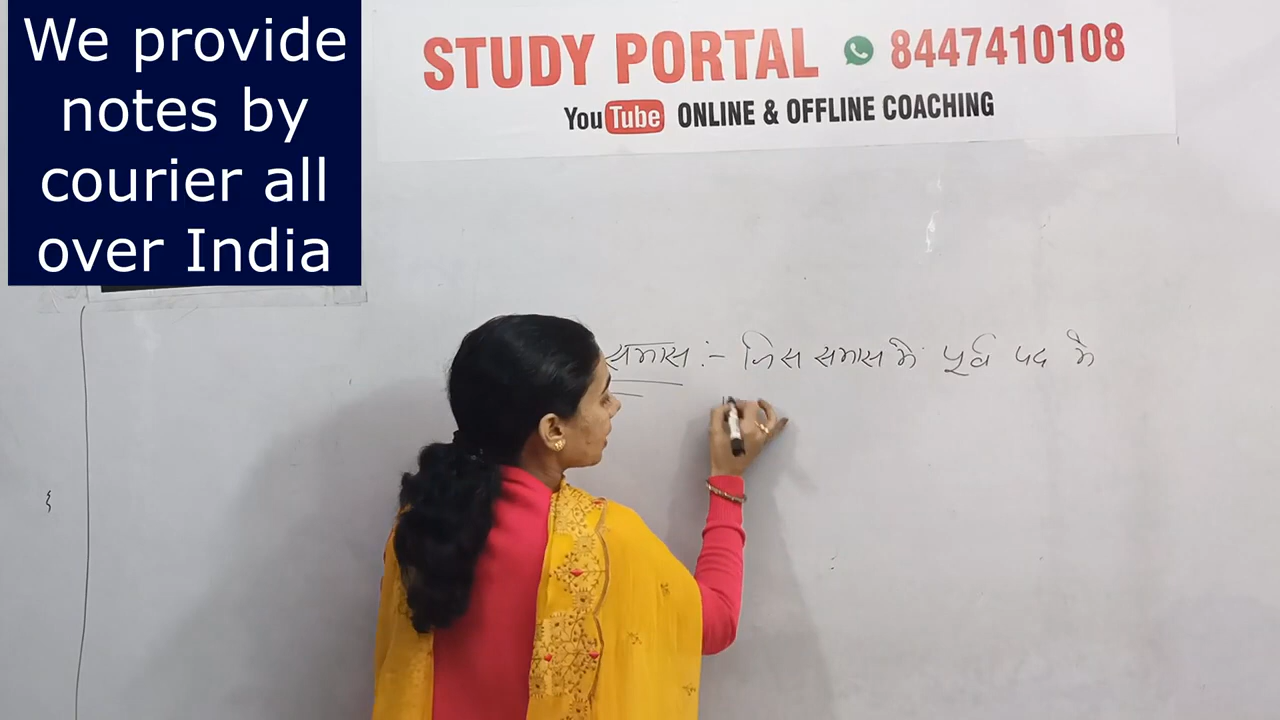 We provide
notes by
courier all
over India
STUDY PORTAL 8447410108
YouTube ONLINE & OFFLINE COACHING
समास :- जिस समास में पूर्व पद में